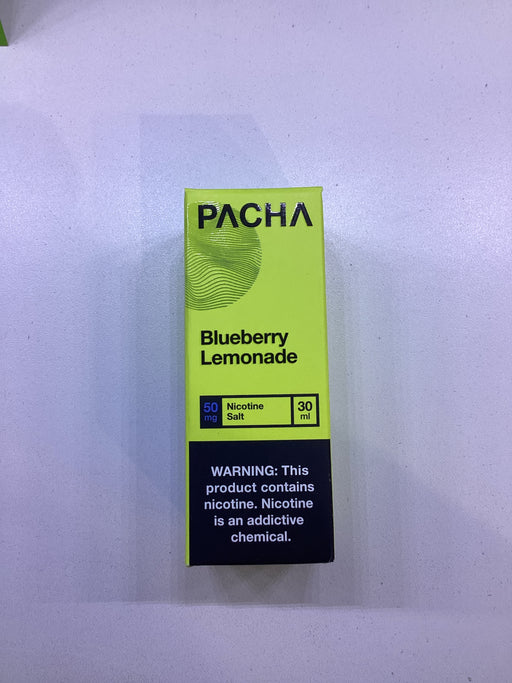 PACHA
Blueberry
Lemonade
50
mg
Nicotine
Salt
30
ml
WARNING: This
product contains
nicotine. Nicotine
is an addictive
chemical.